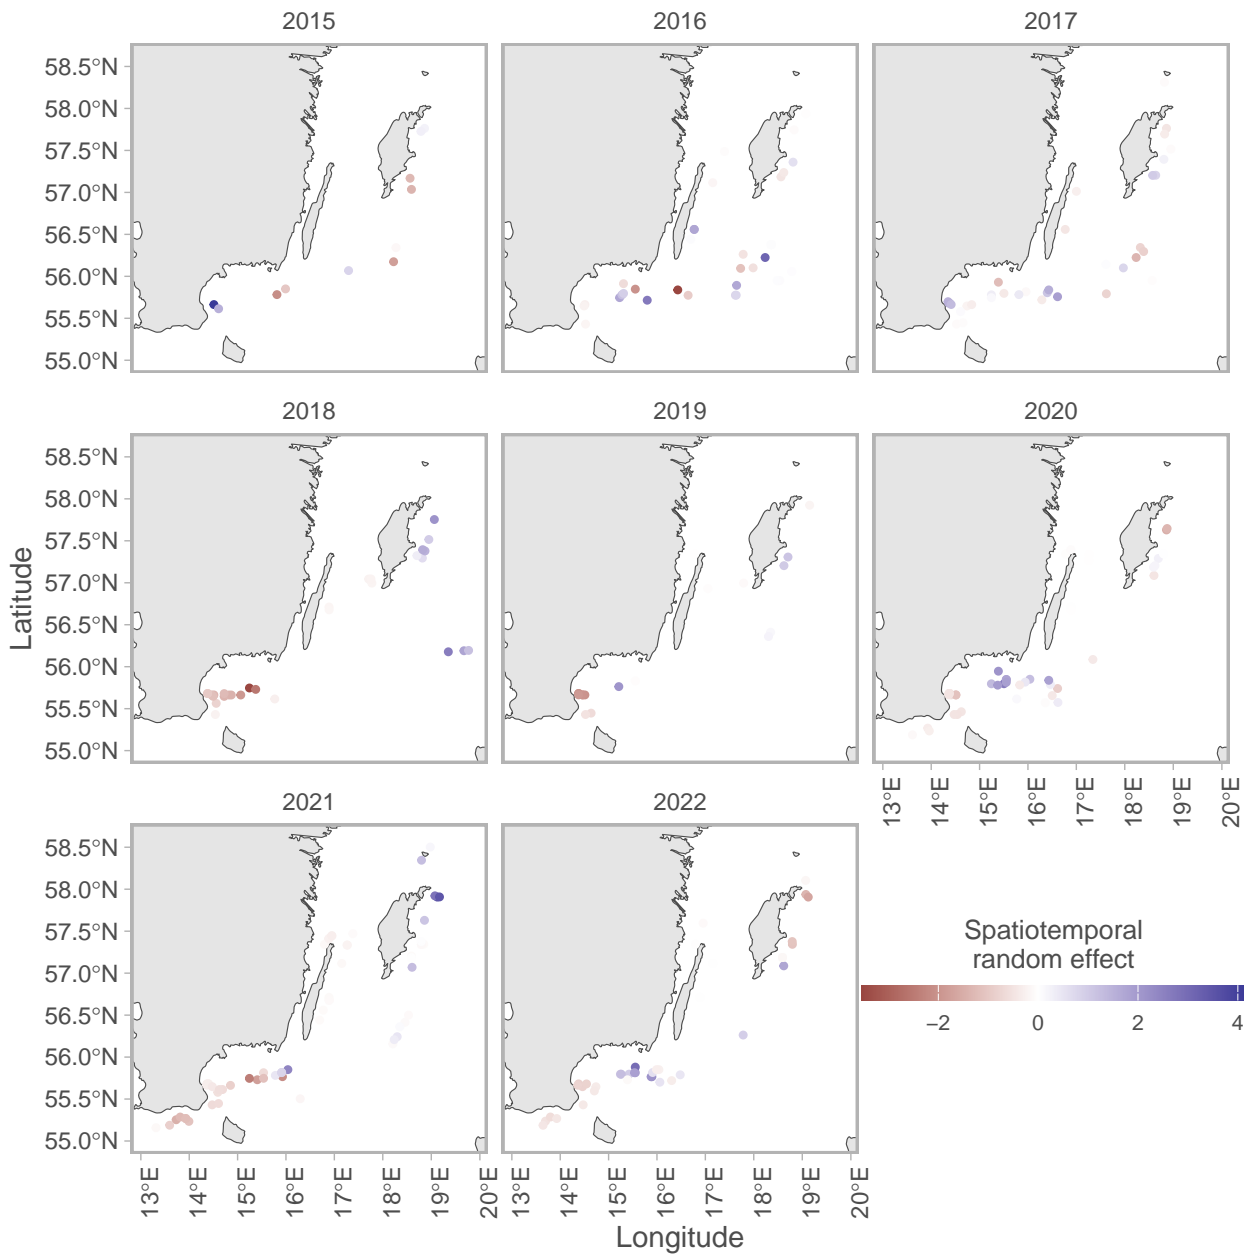 2015 2016 2017
58.5°N
58.0°N
57.5°N
57.0°N
56.5°N
56.0°N
55.5°N
55.0°N
2018 2019 2020
58.5°N
58.0°N
57.5°N
57.0°N
56.5°N
56.0°N
55.5°N
55.0°N
Latitude
13°E 14°E 15°E 16°E 17°E 18°E 19°E 20°E
2021 2022
58.5°N
58.0°N
57.5°N
57.0°N
56.5°N
56.0°N
55.5°N
55.0°N
Spatiotemporal
random effect
−2 0 2 4
13°E 14°E 15°E 16°E 17°E 18°E 19°E 20°E 13°E 14°E 15°E 16°E 17°E 18°E 19°E 20°E
Longitude